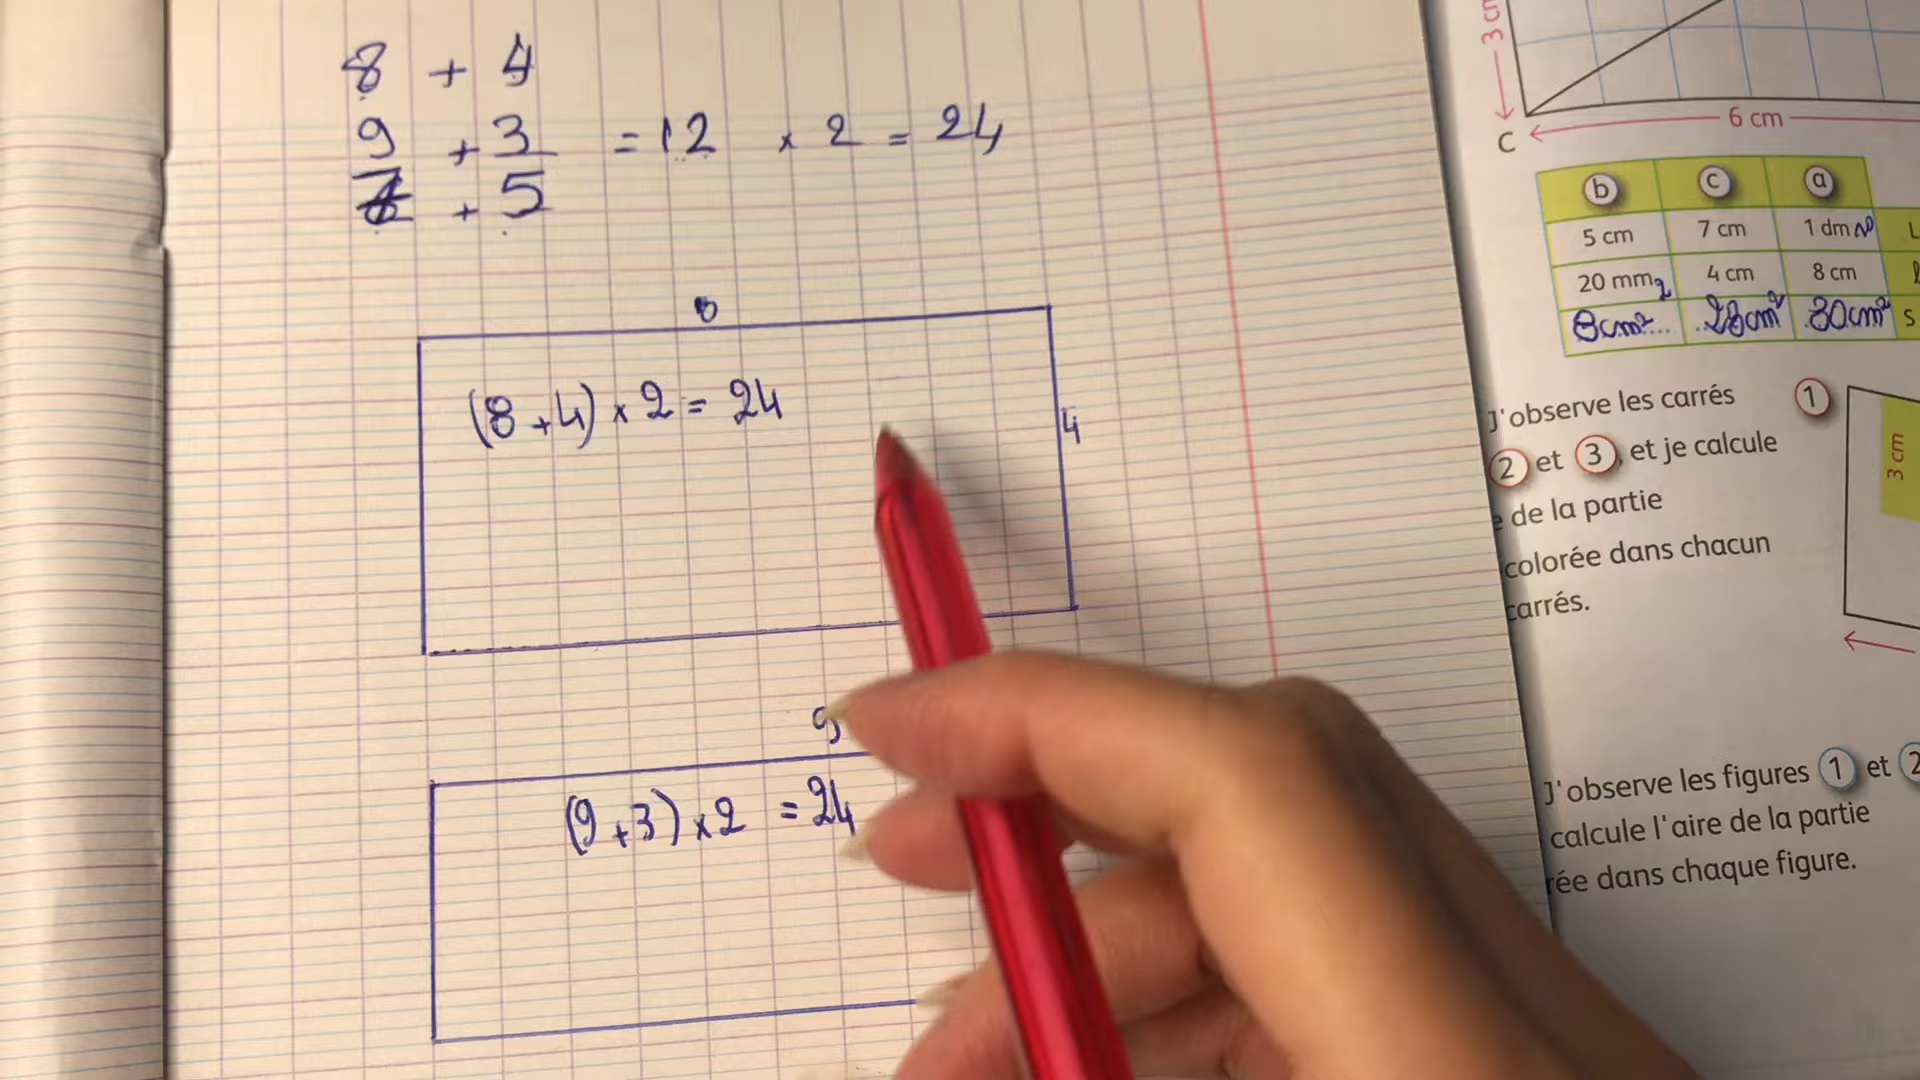 8 + 4
9 + 3 = 12 × 2 = 24
+ 5
8
(8 + 4) × 2 = 24
4
9
(9 + 3) × 2 = 24
3 cm
C
6 cm
b c a
5 cm 7 cm 1 dm L
20 mm 4 cm 8 cm
8cm² 28cm² 80cm² S
J'observe les carrés 1
2 et 3, et je calcule
de la partie
colorée dans chacun
carrés.
3 cm
J'observe les figures 1 et 2
calcule l'aire de la partie
rée dans chaque figure.